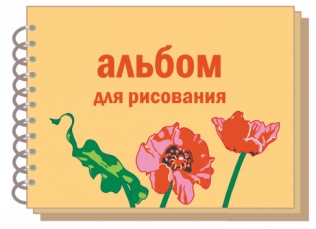 альбом
для рисования